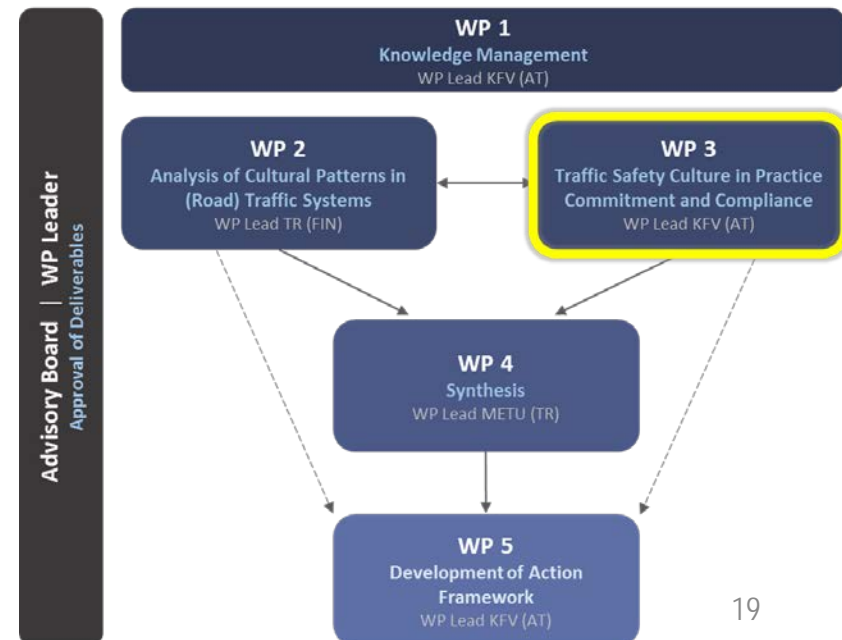 Advisory Board | WP Leader
Approval of Deliverables
WP 1
Knowledge Management
WP Lead KFV (AT)
WP 2
Analysis of Cultural Patterns in
(Road) Traffic Systems
WP Lead TR (FIN)
WP 3
Traffic Safety Culture in Practice
Commitment and Compliance
WP Lead KFV (AT)
WP 4
Synthesis
WP Lead METU (TR)
WP 5
Development of Action
Framework
WP Lead KFV (AT)
19